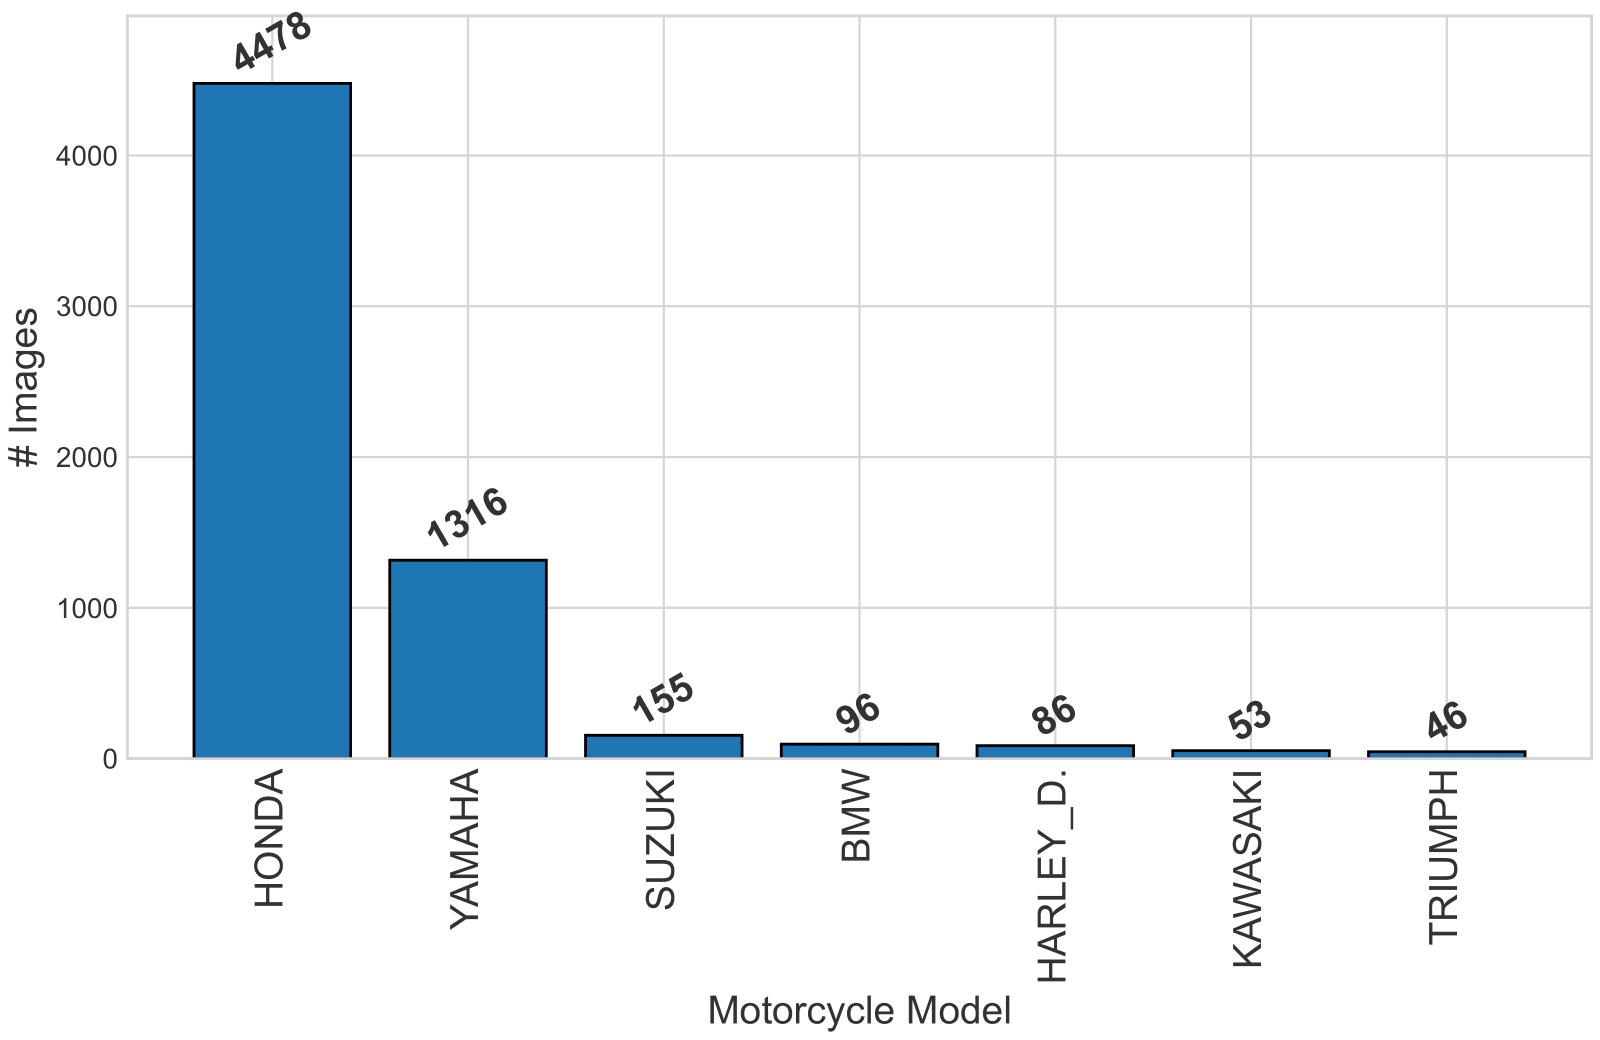 4478
1316
155
96
86
53
46
4000
3000
2000
1000
0
# Images
HONDA
YAMAHA
SUZUKI
BMW
HARLEY_D.
KAWASAKI
TRIUMPH
Motorcycle Model